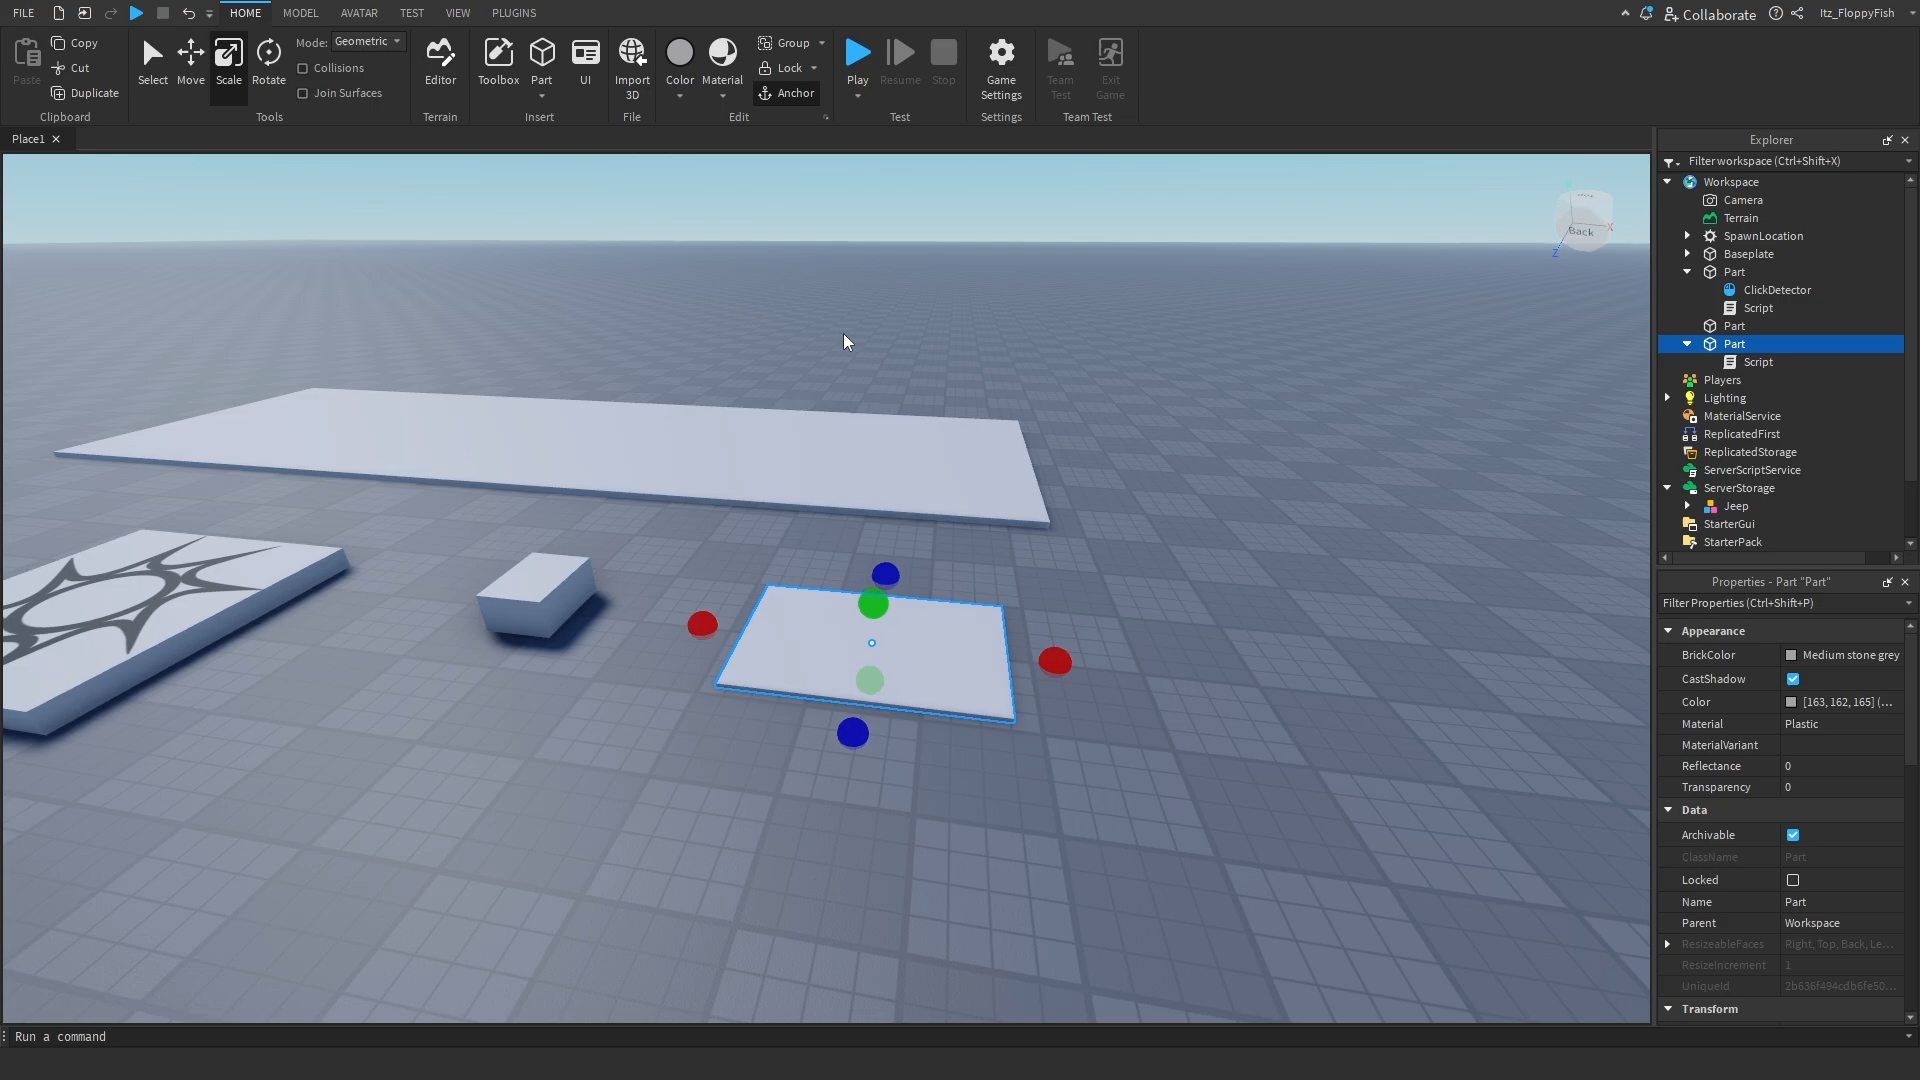 FILE HOME MODEL AVATAR TEST VIEW PLUGINS Collaborate Itz_FloppyFish
Paste
Copy
Cut
Duplicate
Clipboard
Select
Move
Scale
Rotate
Mode: Geometric
Collisions
Join Surfaces
Tools
Editor
Terrain
Toolbox
Part
UI
Insert
Import
3D
File
Color
Material
Group
Lock
Anchor
Edit
Play
Resume
Stop
Test
Game
Settings
Settings
Team
Test
Exit
Game
Team Test
Place1
Back
X
Z
Explorer
Filter workspace (Ctrl+Shift+X)
Workspace
Camera
Terrain
SpawnLocation
Baseplate
Part
ClickDetector
Script
Part
Part
Script
Players
Lighting
MaterialService
ReplicatedFirst
ReplicatedStorage
ServerScriptService
ServerStorage
Jeep
StarterGui
StarterPack
Properties - Part "Part"
Filter Properties (Ctrl+Shift+P)
Appearance
BrickColor Medium stone grey
CastShadow
Color [163, 162, 165] (...
Material Plastic
MaterialVariant
Reflectance 0
Transparency 0
Data
Archivable
ClassName Part
Locked
Name Part
Parent Workspace
ResizeableFaces Right, Top, Back, Le...
ResizeIncrement 1
UniqueId 2b636f494cdb6fe50...
Transform
Run a command